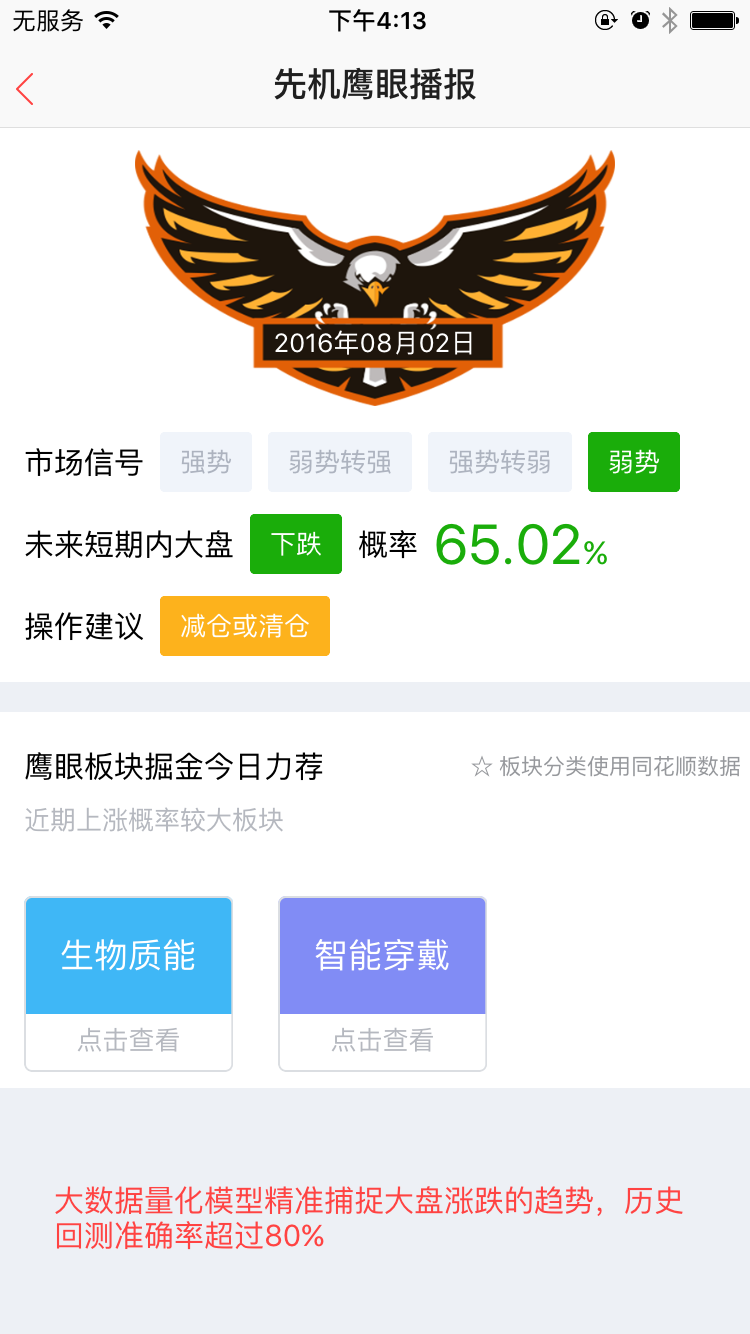 无服务 下午4:13
先机鹰眼播报
2016年08月02日
市场信号 强势 弱势转强 强势转弱 弱势
未来短期内大盘 下跌 概率 65.02%
操作建议 减仓或清仓
鹰眼板块掘金今日力荐 ☆ 板块分类使用同花顺数据
近期上涨概率较大板块
生物质能 智能穿戴
点击查看 点击查看
大数据量化模型精准捕捉大盘涨跌的趋势，历史
回测准确率超过80%